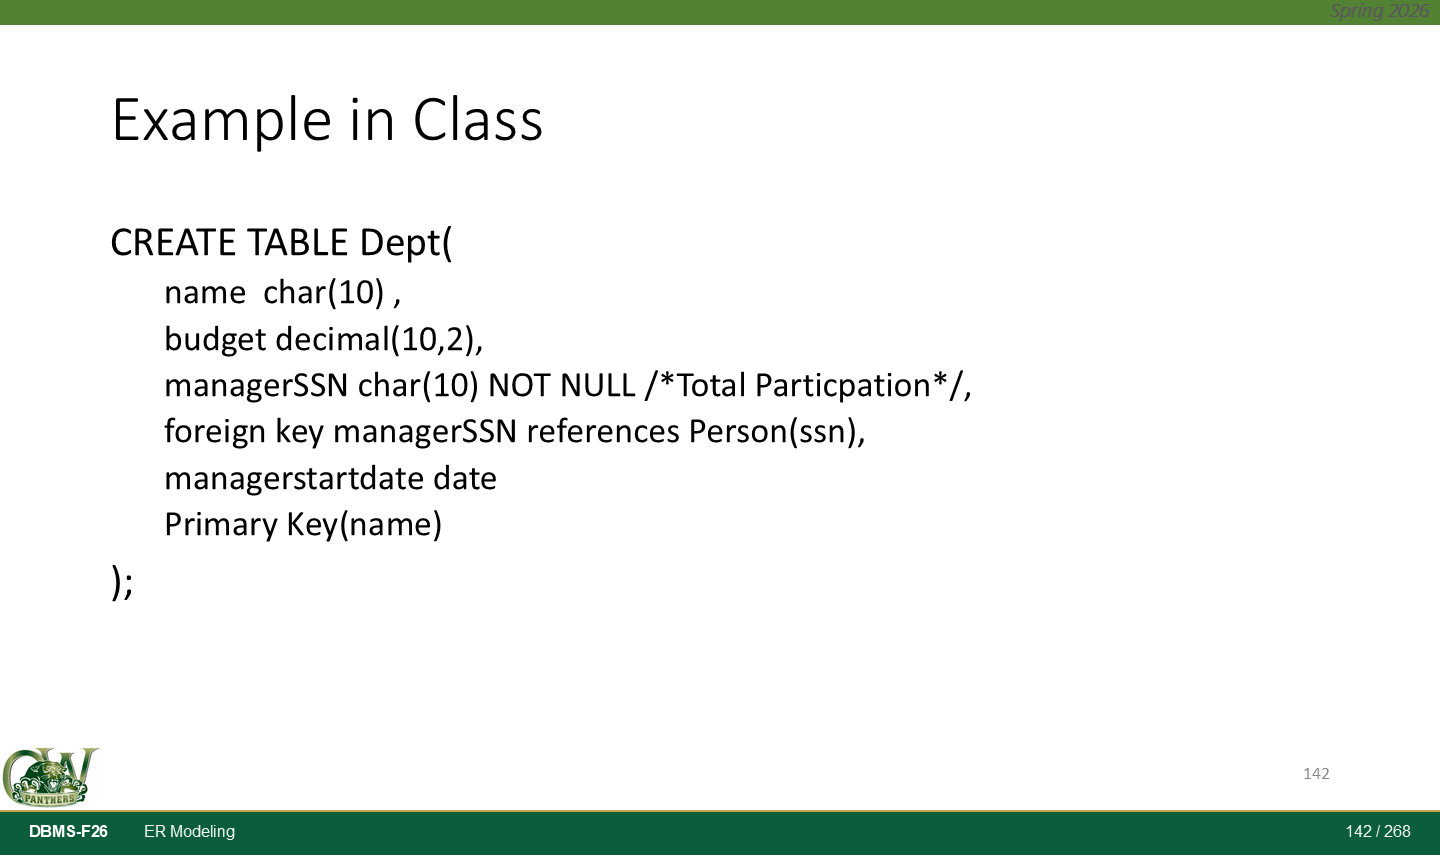 Spring 2026
Example in Class
CREATE TABLE Dept(
name  char(10) ,
budget decimal(10,2),
managerSSN char(10) NOT NULL /*Total Particpation*/,
foreign key managerSSN references Person(ssn),
managerstartdate date
Primary Key(name)
);
OW
PANTHERS
142
DBMS-F26 ER Modeling 142 / 268